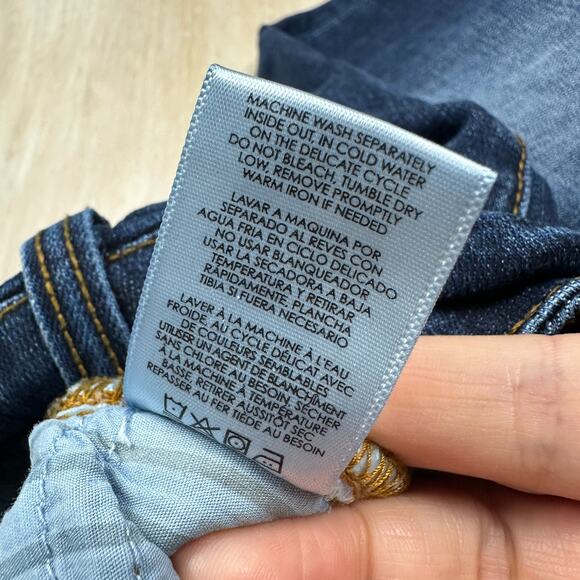 MACHINE WASH SEPARATELY
INSIDE OUT IN COLD WATER
ON THE DELICATE CYCLE
DO NOT BLEACH, TUMBLE DRY
LOW, REMOVE PROMPTLY
WARM IRON IF NEEDED
LAVAR A MAQUINA POR
SEPARADO AL REVES CON
AGUA FRIA EN CICLO DELICADO
NO USAR BLANQUEADOR
USAR LA SECADORA A BAJA
TEMPERATURA Y RETIRAR
RÁPIDAMENTE, PLANCHA
TIBIA SI FUERA NECESARIO
LAVER À LA MACHINE À L'EAU
FROIDE AU CYCLE DÉLICAT AVEC
DE COULEURS SEMBLABLES
UTILISER UN AGENT DE BLANCHIMENT
SANS CHLORE AU BESOIN, SÉCHER
À LA MACHINE À TEMPÉRATURE
BASSE, RETIRER AUSSITÔT SEC
REPASSER AU FER TIÈDE AU BESOIN